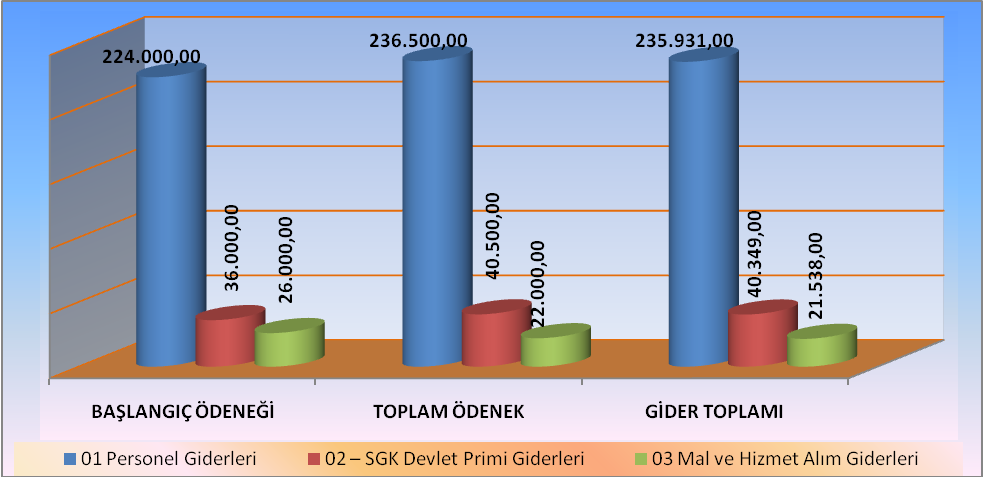 224.000,00
36.000,00
26.000,00
236.500,00
40.500,00
22.000,00
235.931,00
40.349,00
21.538,00
BAŞLANGIÇ ÖDENEĞİ
TOPLAM ÖDENEK
GİDER TOPLAMI
01 Personel Giderleri
02 – SGK Devlet Primi Giderleri
03 Mal ve Hizmet Alım Giderleri